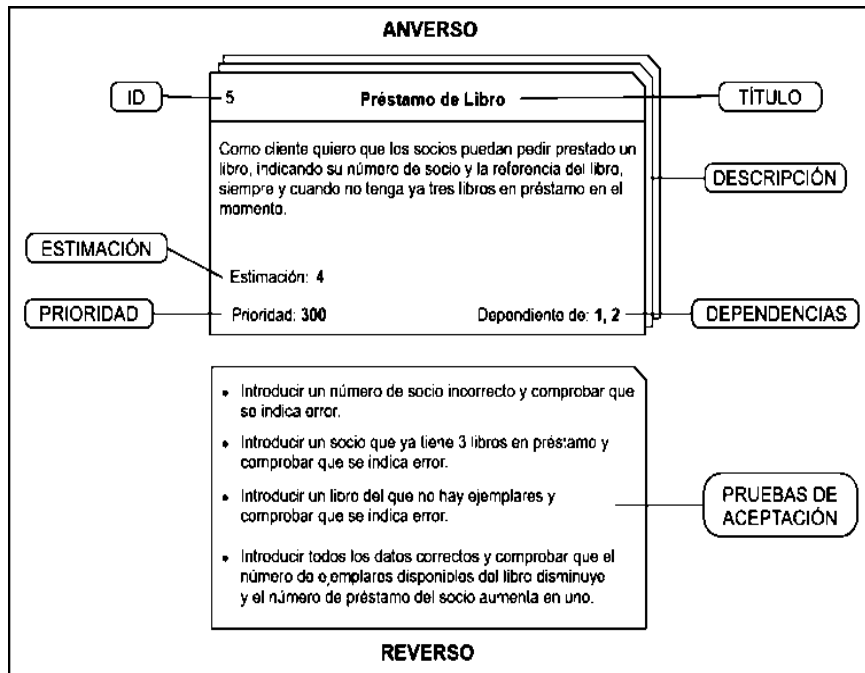 ANVERSO
ID
5
Préstamo de Libro
TÍTULO
Como cliente quiero que los socios puedan pedir prestado un
libro, indicando su número de socio y la referencia del libro,
siempre y cuando no tenga ya tres libros en préstamo en el
momento.
DESCRIPCIÓN
ESTIMACIÓN
Estimación: 4
PRIORIDAD
Prioridad: 300
Dependiente de: 1, 2
DEPENDENCIAS
• Introducir un número de socio incorrecto y comprobar que
se indica error.
• Introducir un socio que ya tiene 3 libros en préstamo y
comprobar que se indica error.
• Introducir un libro del que no hay ejemplares y
comprobar que se indica error.
• Introducir todos los datos correctos y comprobar que el
número de ejemplares disponibles del libro disminuye
y el número de préstamo del socio aumenta en uno.
PRUEBAS DE
ACEPTACIÓN
REVERSO